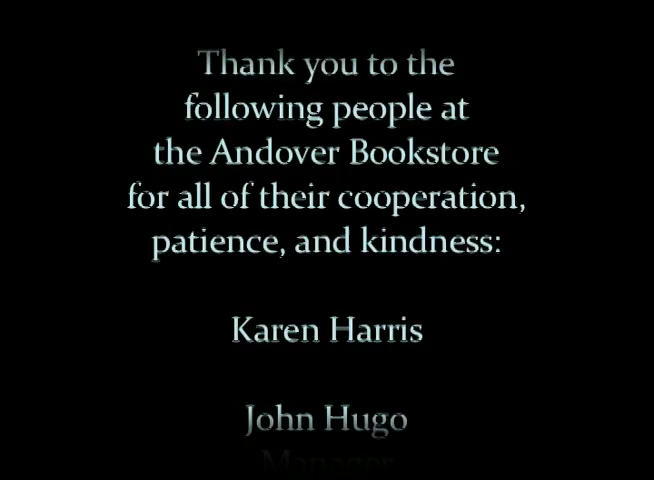 Thank you to the
following people at
the Andover Bookstore
for all of their cooperation,
patience, and kindness:
Karen Harris
John Hugo
Manager